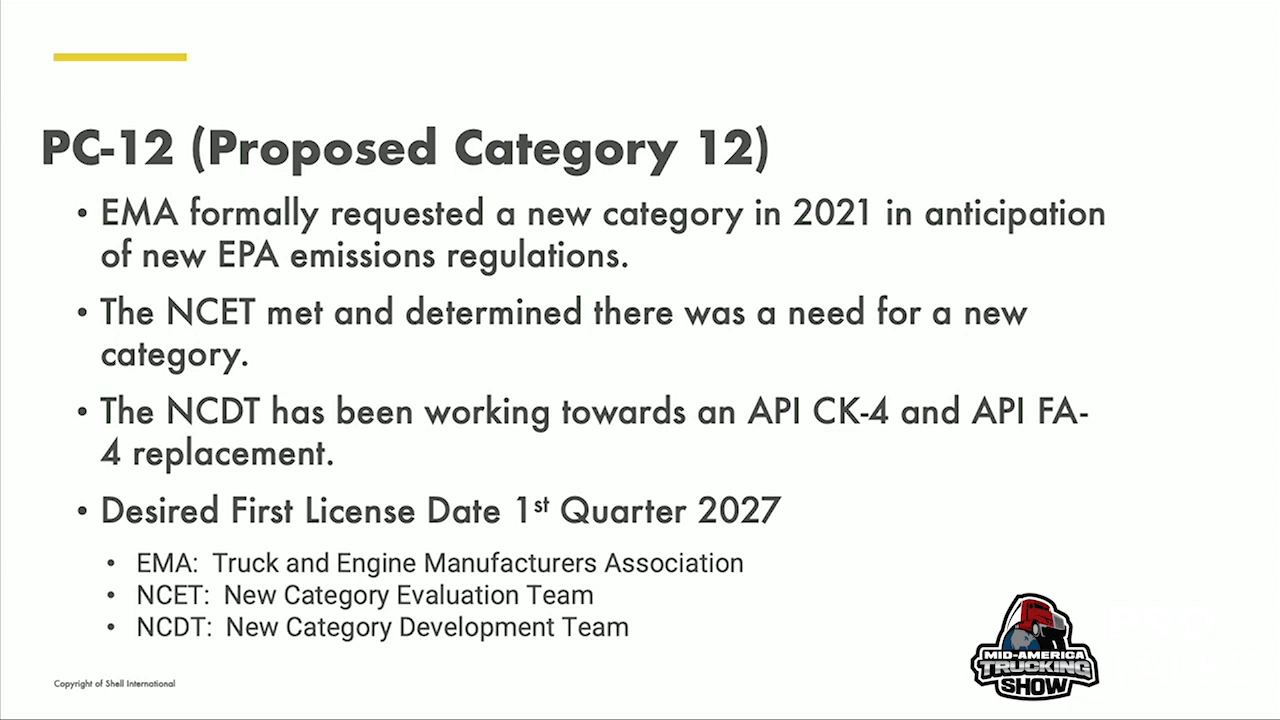 PC-12 (Proposed Category 12)
• EMA formally requested a new category in 2021 in anticipation
of new EPA emissions regulations.
• The NCET met and determined there was a need for a new
category.
• The NCDT has been working towards an API CK-4 and API FA-
4 replacement.
• Desired First License Date 1st Quarter 2027
• EMA: Truck and Engine Manufacturers Association
• NCET: New Category Evaluation Team
• NCDT: New Category Development Team
MID-AMERICA
TRUCKING
SHOW
Copyright of Shell International